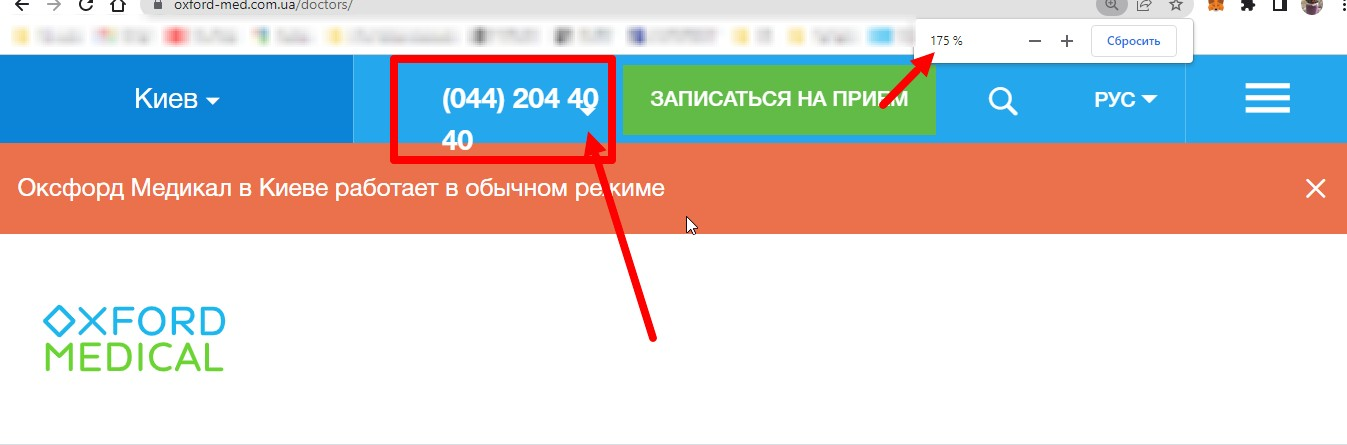 oxford-med.com.ua/doctors/
175 %
Сбросить
Киев
(044) 204 40
40
ЗАПИСАТЬСЯ НА ПРИЕМ
РУС
Оксфорд Медикал в Киеве работает в обычном режиме
OXFORD
MEDICAL